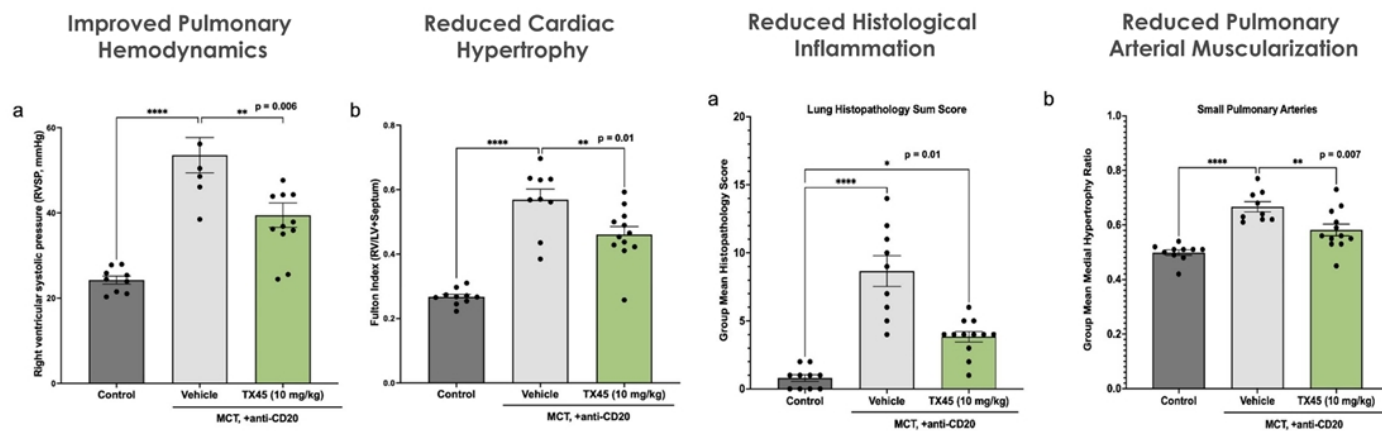 Improved Pulmonary
Hemodynamics
Reduced Cardiac
Hypertrophy
Reduced Histological
Inflammation
Reduced Pulmonary
Arterial Muscularization
a
****
**
p = 0.006
Right ventricular systolic pressure (RVSP, mmHg)
60
40
20
0
Control
Vehicle
TX45 (10 mg/kg)
MCT, +anti-CD20
b
****
**
p = 0.01
Fulton Index (RV/LV+Septum)
0.8
0.6
0.4
0.2
0.0
Control
Vehicle
TX45 (10 mg/kg)
MCT, +anti-CD20
a
Lung Histopathology Sum Score
*
p = 0.01
****
Group Mean Histopathology Score
20
15
10
5
0
Control
Vehicle
TX45 (10 mg/kg)
MCT, +anti-CD20
b
Small Pulmonary Arteries
****
**
p = 0.007
Group Mean Medial Hypertrophy Ratio
1.0
0.8
0.6
0.4
0.2
0.0
Control
Vehicle
TX45 (10 mg/kg)
MCT, +anti-CD20